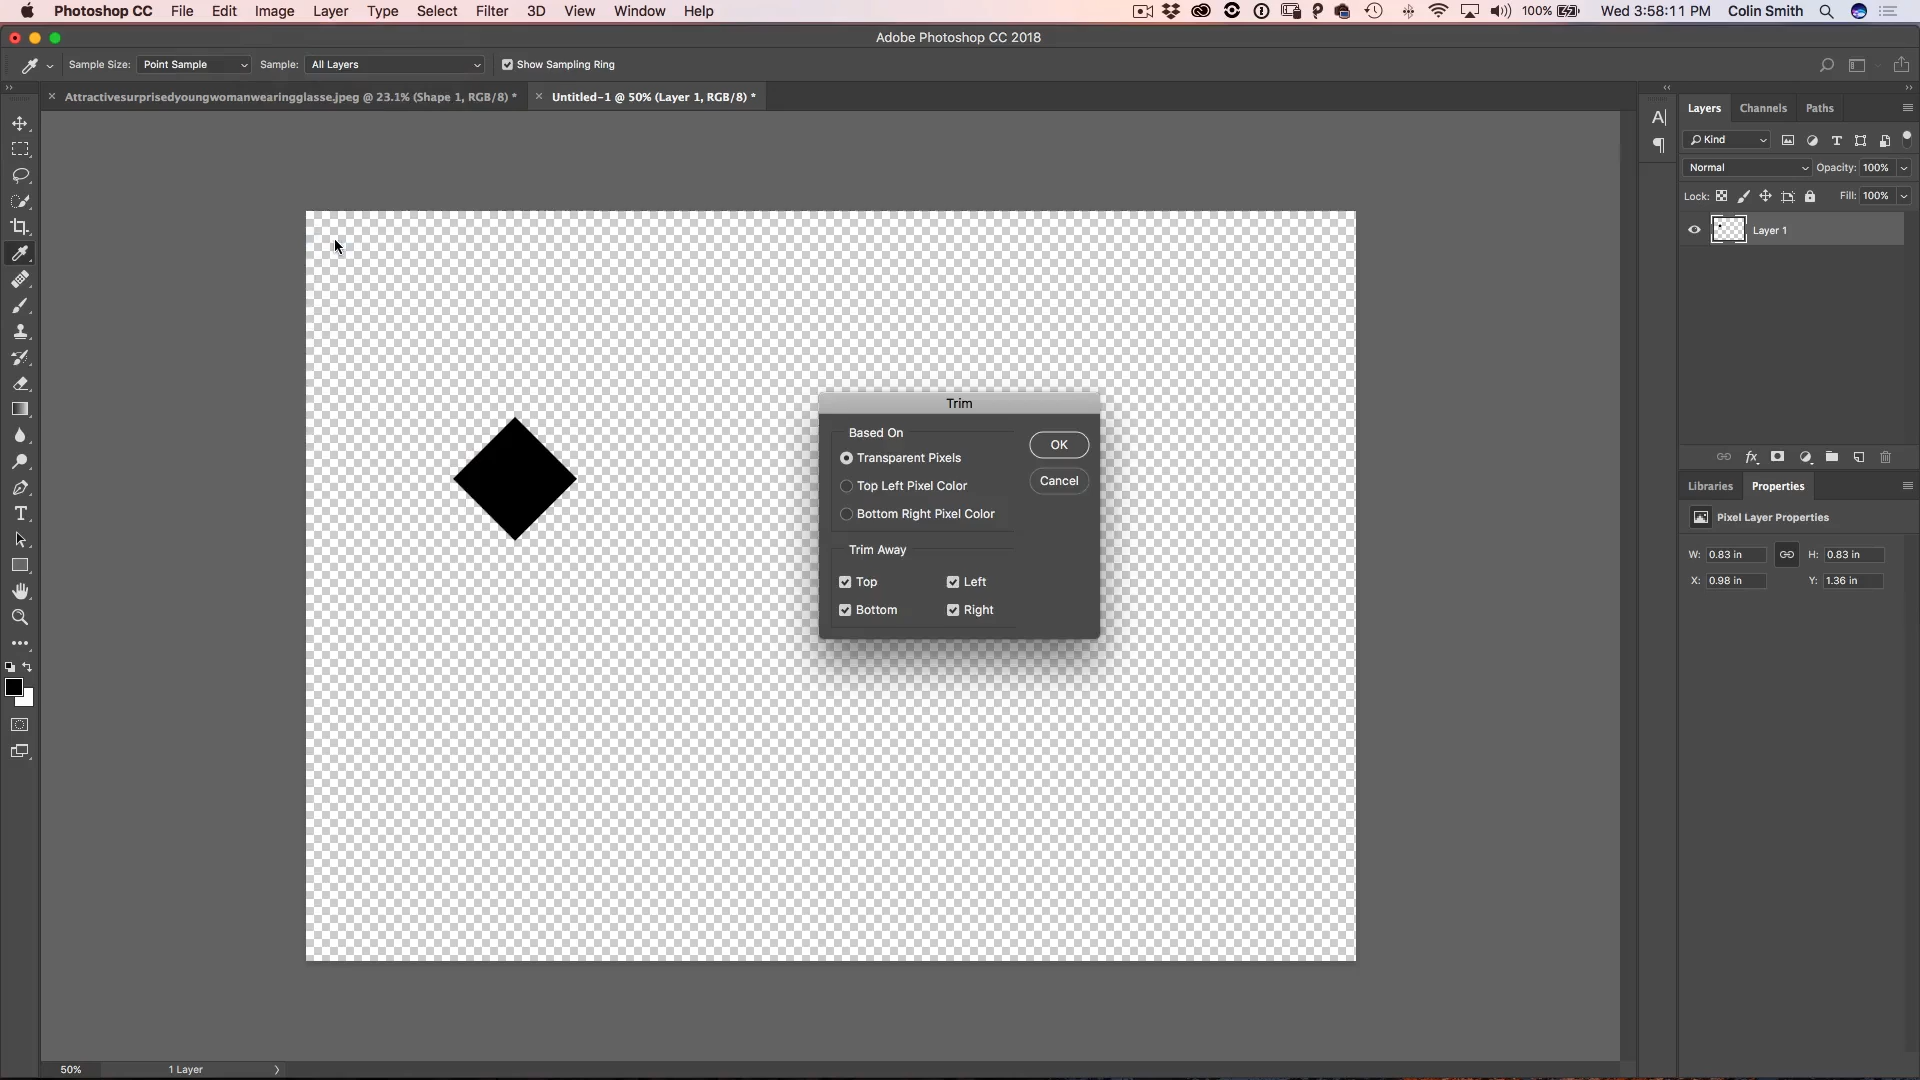 Photoshop CC File Edit Image Layer Type Select Filter 3D View Window Help 100% Wed 3:58:11 PM Colin Smith
Adobe Photoshop CC 2018
Sample Size: Point Sample Sample: All Layers Show Sampling Ring
Attractivesurprisedyoungwomanwearingglasse.jpeg @ 23.1% (Shape 1, RGB/8) * Untitled-1 @ 50% (Layer 1, RGB/8) *
Layers Channels Paths
Kind
Normal Opacity: 100%
Lock: Fill: 100%
Layer 1
Trim
Based On
OK
Transparent Pixels
Cancel
Top Left Pixel Color
Bottom Right Pixel Color
Trim Away
Top Left
Bottom Right
Libraries Properties
Pixel Layer Properties
W: 0.83 in H: 0.83 in
X: 0.98 in Y: 1.36 in
50% 1 Layer